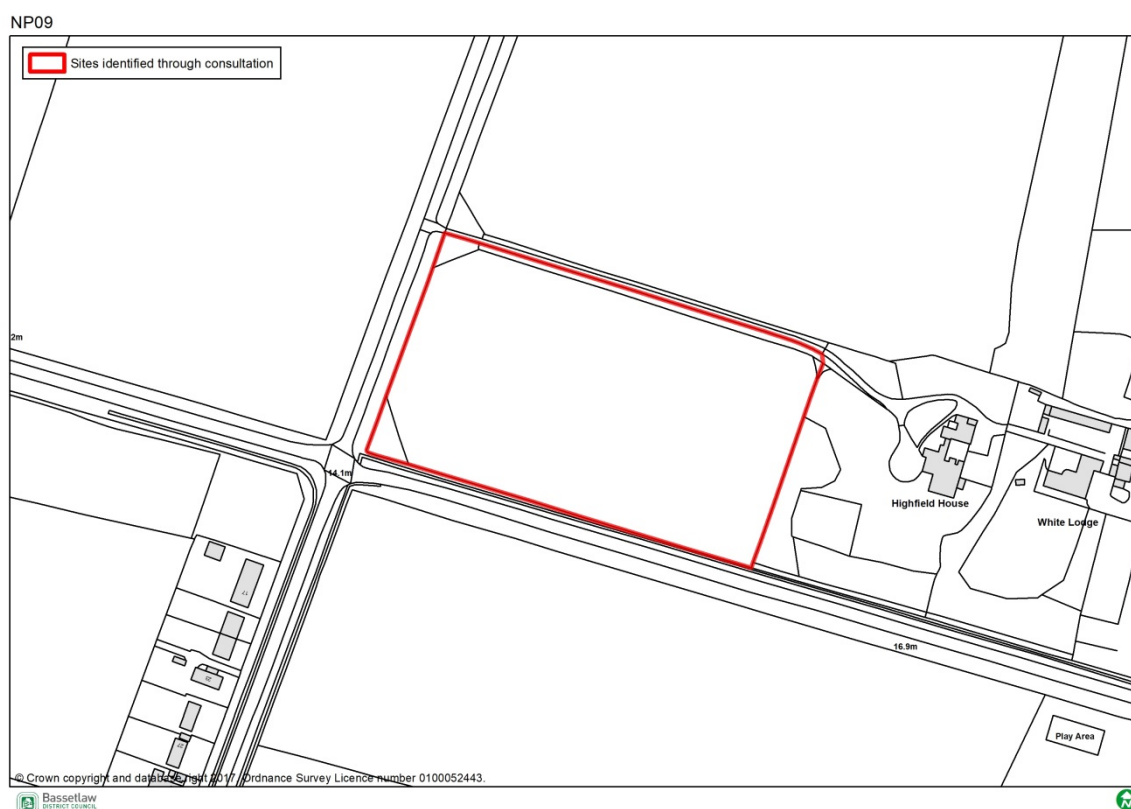 NP09
Sites identified through consultation
2m
14.1m
Highfield House
White Lodge
17
16.9m
Play Area
© Crown copyright and database right 2017. Ordnance Survey Licence number 0100052443.
Bassetlaw
DISTRICT COUNCIL